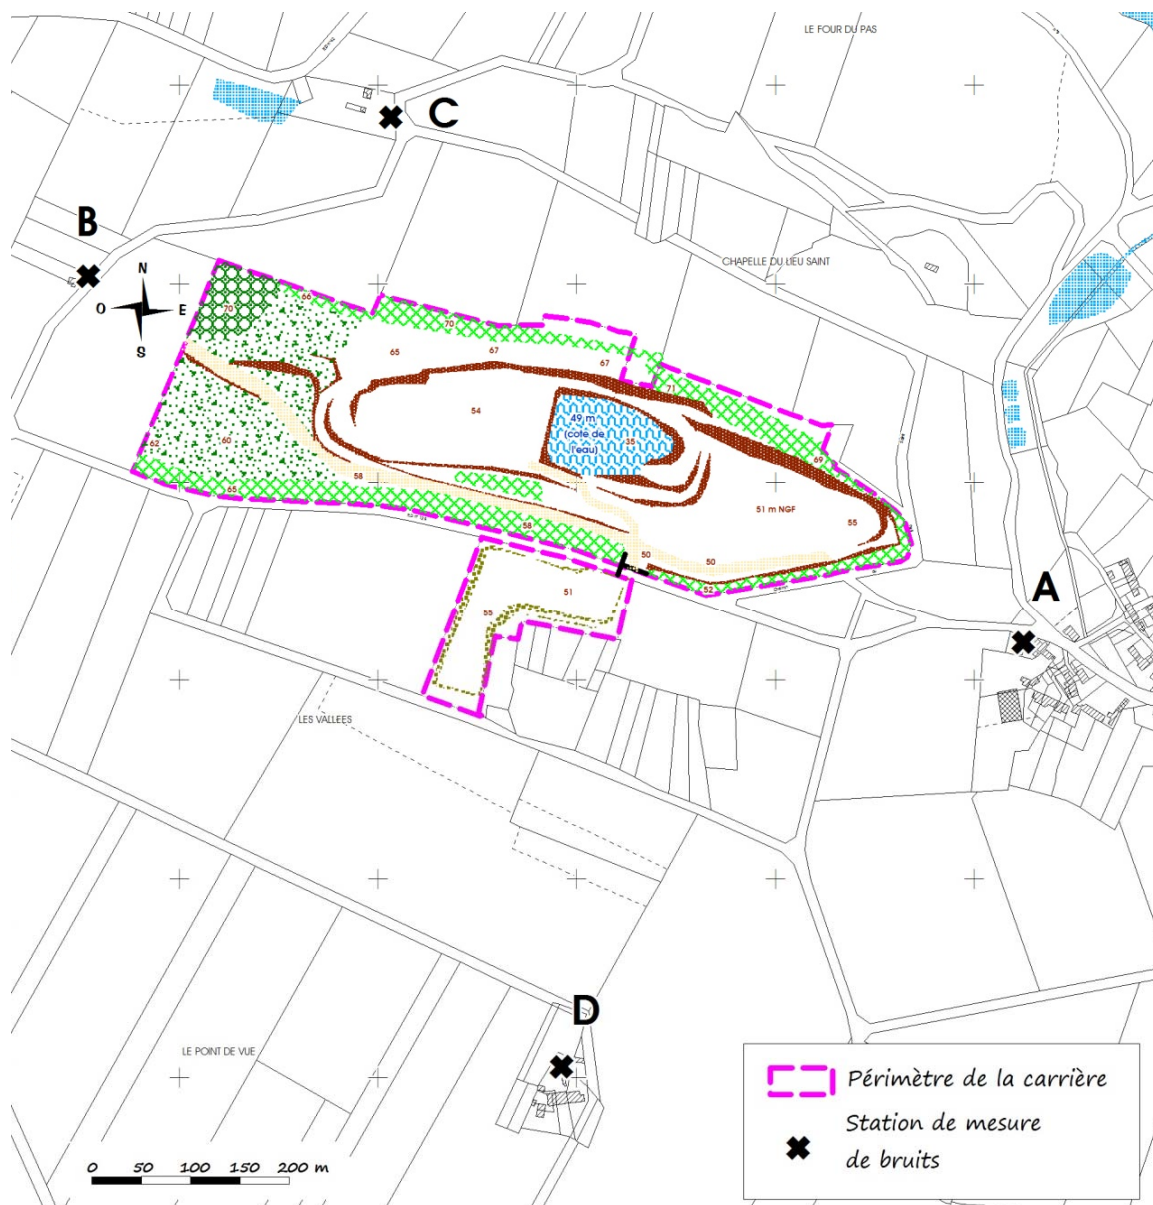 LE FOUR DU PAS
C
B
N
CHAPELLE DU LIEU SAINT
O
E
S
70
66
70
65
67
67
71
54
49 m
(cote de
l'eau)
35
62
60
69
65
58
51 m NGF
55
58
50
50
52
51
55
A
LES VALLEES
D
LE POINT DE VUE
0 50 100 150 200 m
Périmètre de la carrière
Station de mesure
de bruits